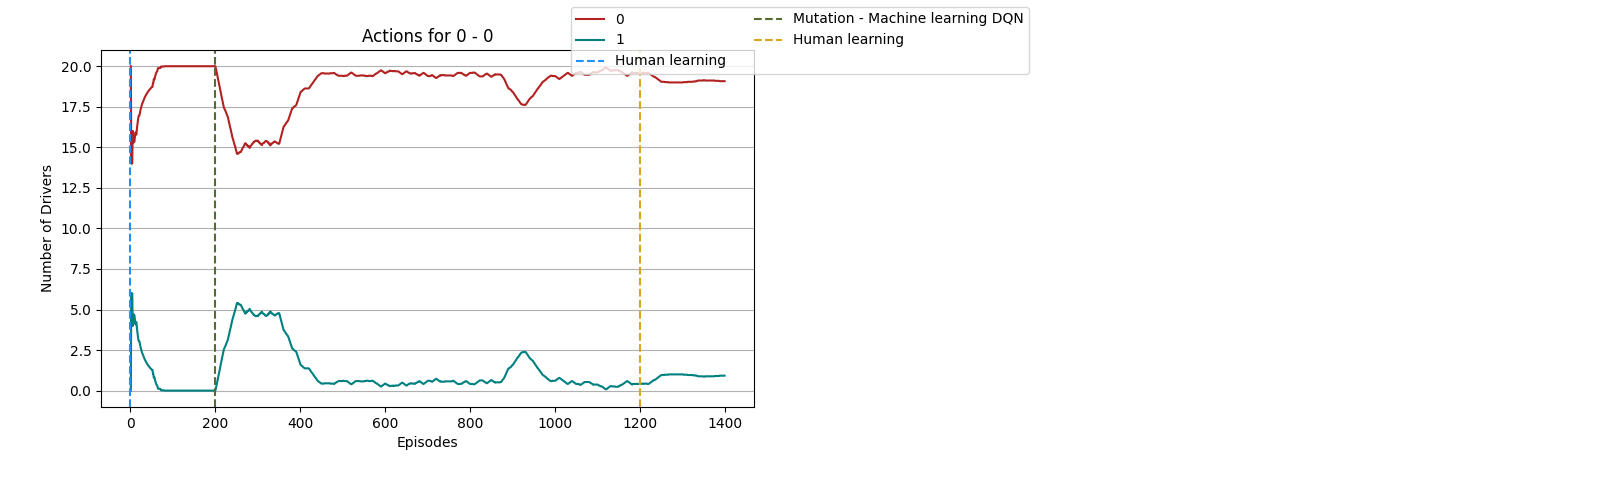 0
1
Human learning
Mutation - Machine learning DQN
Human learning
Actions for 0 - 0
Number of Drivers
20.0
17.5
15.0
12.5
10.0
7.5
5.0
2.5
0.0
0 200 400 600 800 1000 1200 1400
Episodes